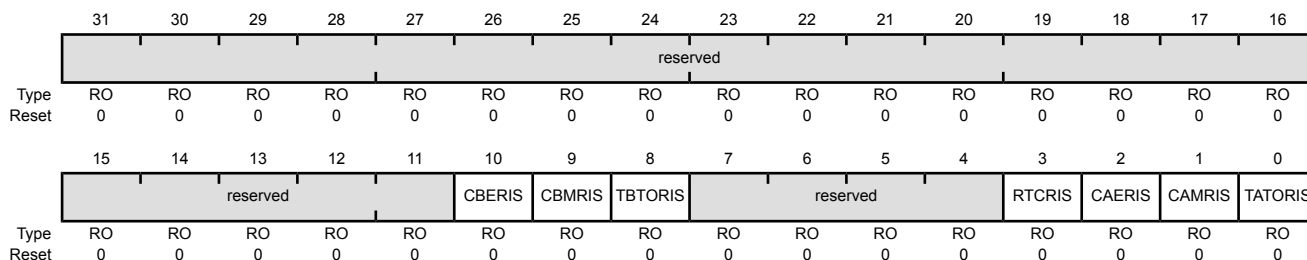 31 30 29 28 27 26 25 24 23 22 21 20 19 18 17 16
reserved
Type RO RO RO RO RO RO RO RO RO RO RO RO RO RO RO RO
Reset 0 0 0 0 0 0 0 0 0 0 0 0 0 0 0 0
15 14 13 12 11 10 9 8 7 6 5 4 3 2 1 0
reserved CBERIS CBMRIS TBTORIS reserved RTCRIS CAERIS CAMRIS TATORIS
Type RO RO RO RO RO RO RO RO RO RO RO RO RO RO RO RO
Reset 0 0 0 0 0 0 0 0 0 0 0 0 0 0 0 0